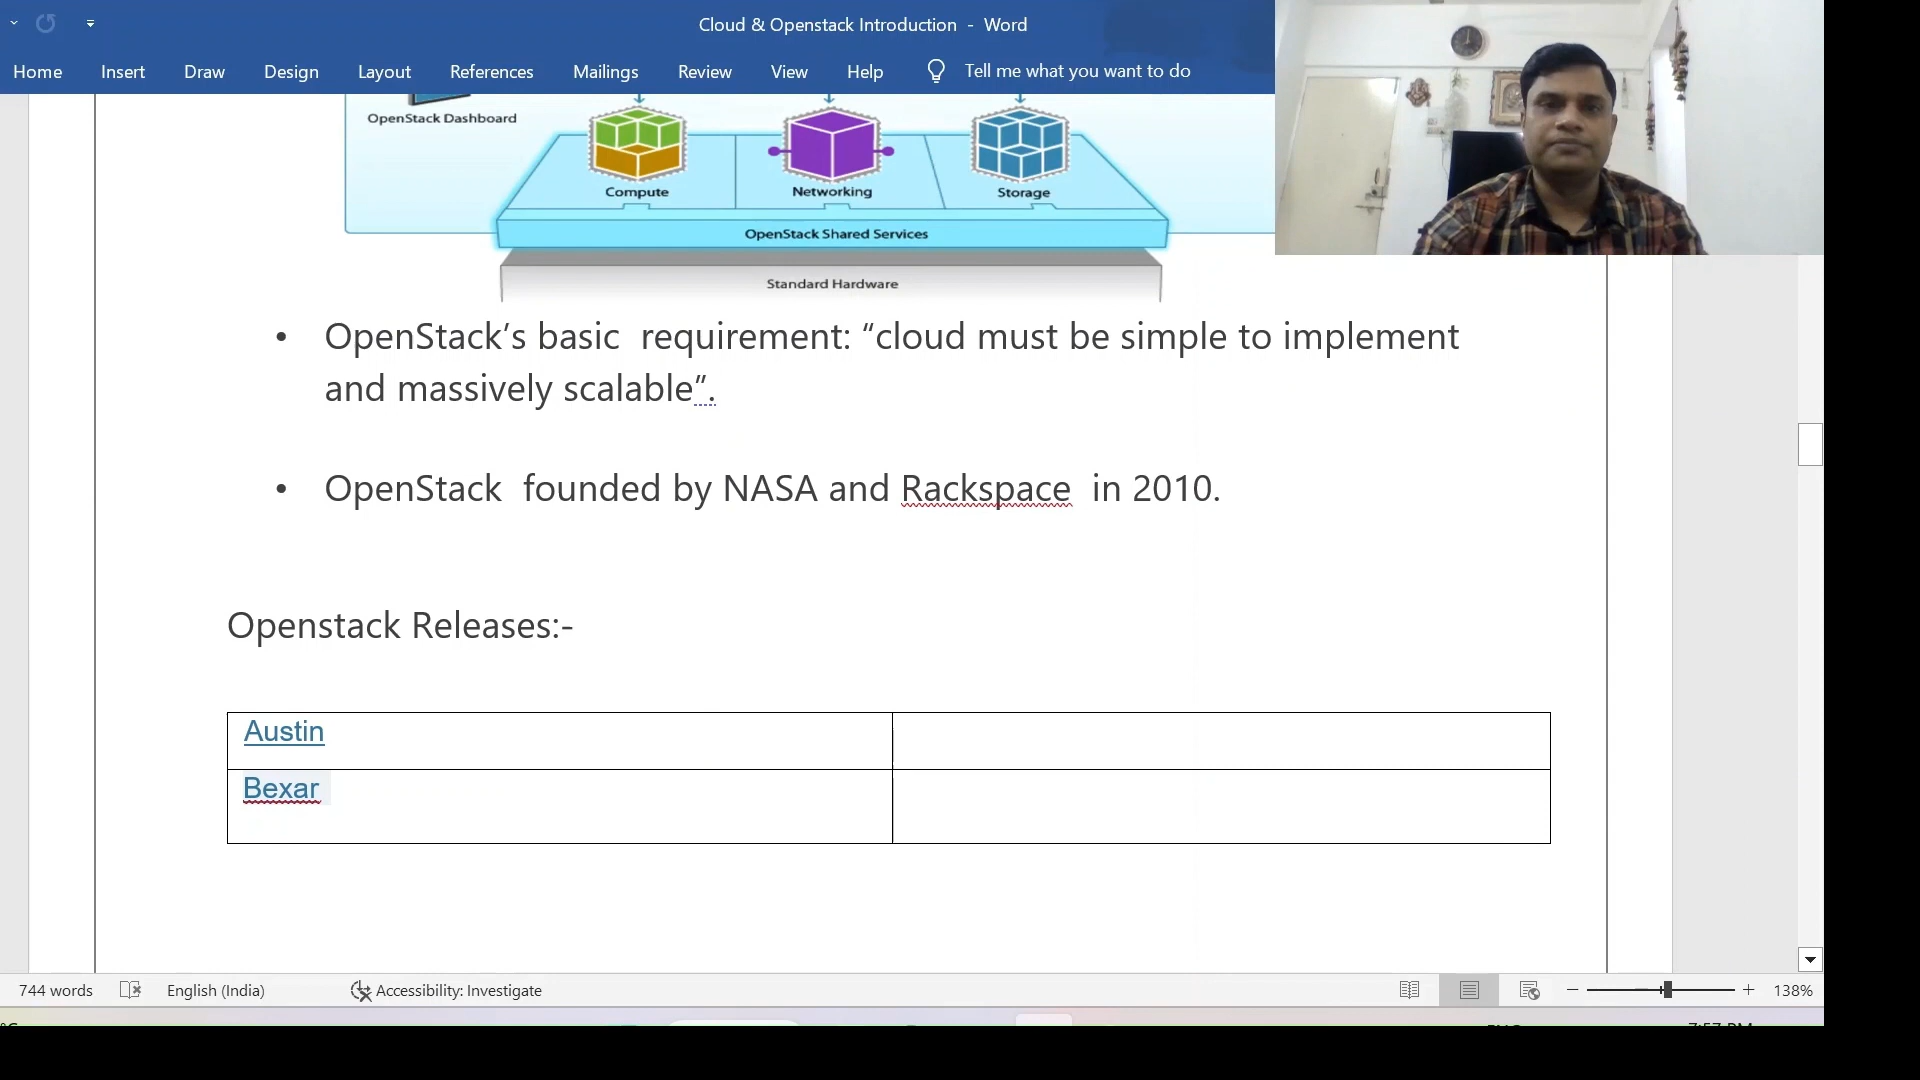 Cloud & Openstack Introduction - Word
Home Insert Draw Design Layout References Mailings Review View Help Tell me what you want to do
OpenStack Dashboard
Compute Networking Storage
OpenStack Shared Services
Standard Hardware
• OpenStack’s basic requirement: “cloud must be simple to implement
and massively scalable”.
• OpenStack founded by NASA and Rackspace in 2010.
Openstack Releases:-
Austin
Bexar
744 words English (India) Accessibility: Investigate 138%